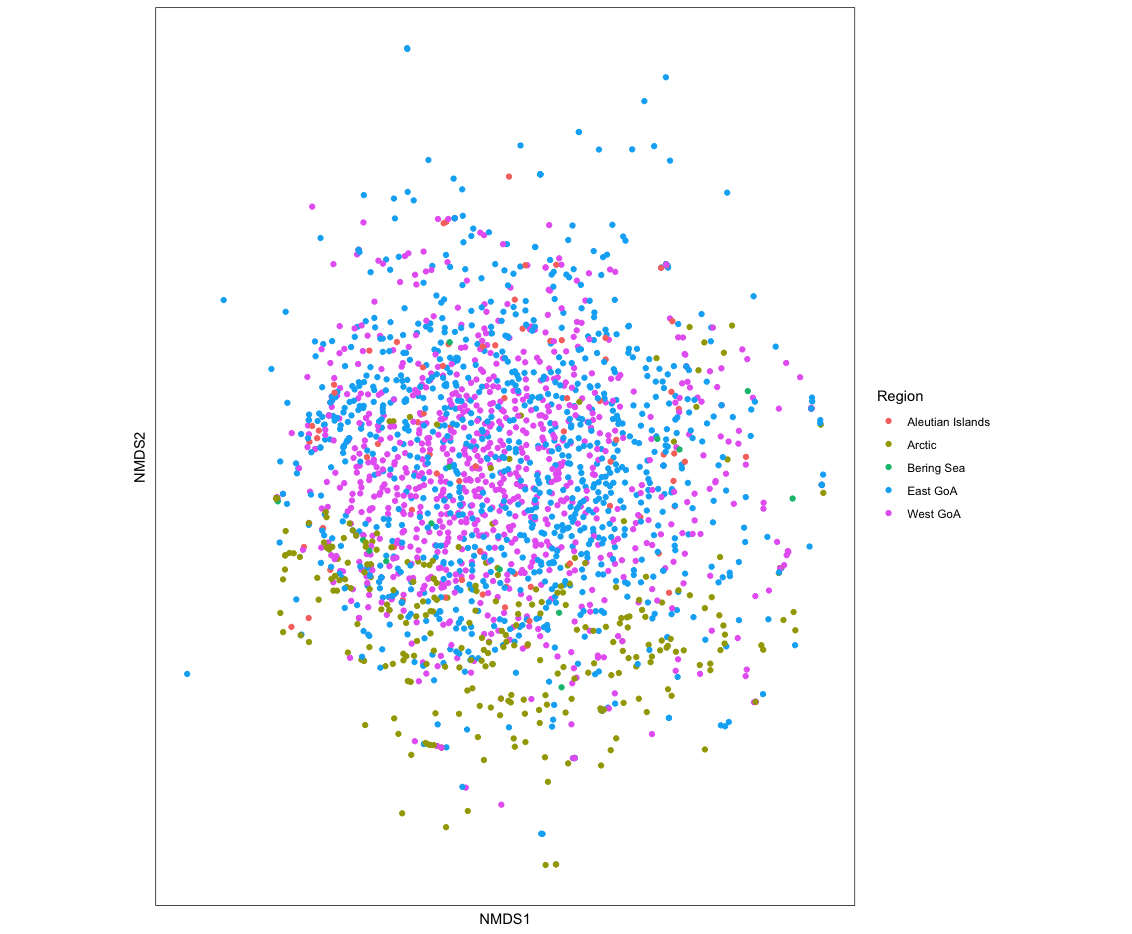 NMDS2
NMDS1
Region
Aleutian Islands
Arctic
Bering Sea
East GoA
West GoA